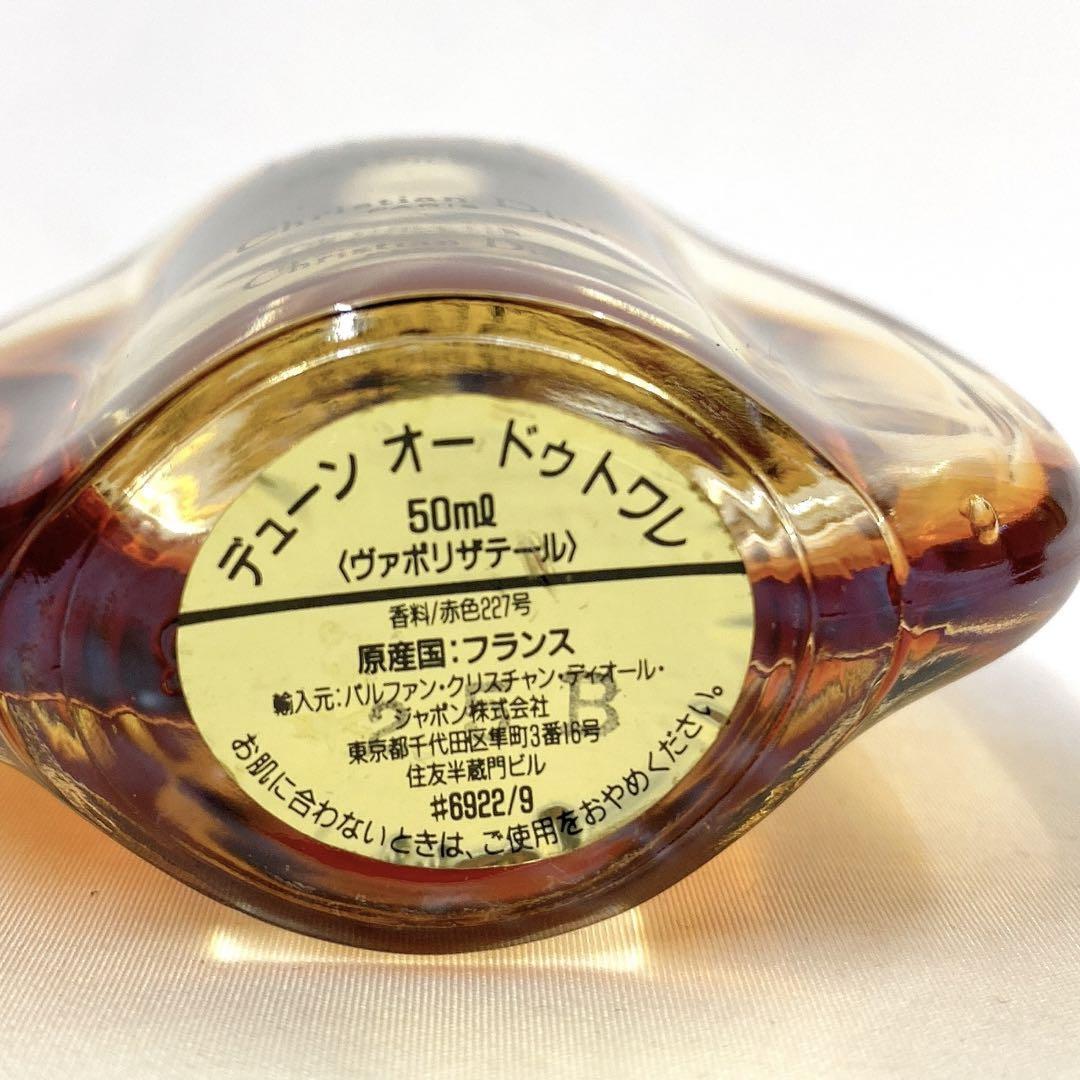 Christian Dior
PARIS
Christian D
デューン オー ドゥトワレ
50ml
〈ヴァポリザテール〉
香料/赤色227号
原産国:フランス
輸入元:パルファン・クリスチャン・ディオール・
ジャポン株式会社
東京都千代田区隼町3番16号
住友半蔵門ビル
#6922/9
お肌に合わないときは、ご使用をおやめください。